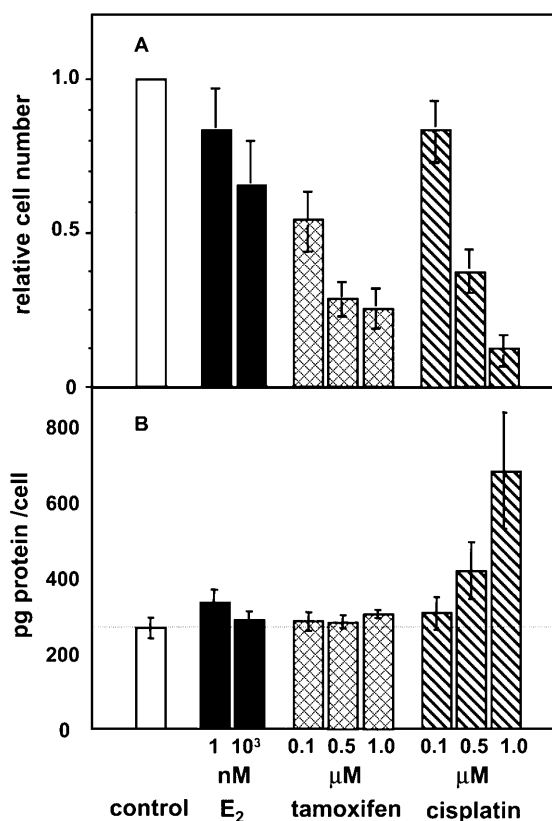 A
1.0
0.5
0
relative cell number
B
800
600
400
200
0
pg protein /cell
1 10³ 0.1 0.5 1.0 0.1 0.5 1.0
nM μM μM
control E₂ tamoxifen cisplatin